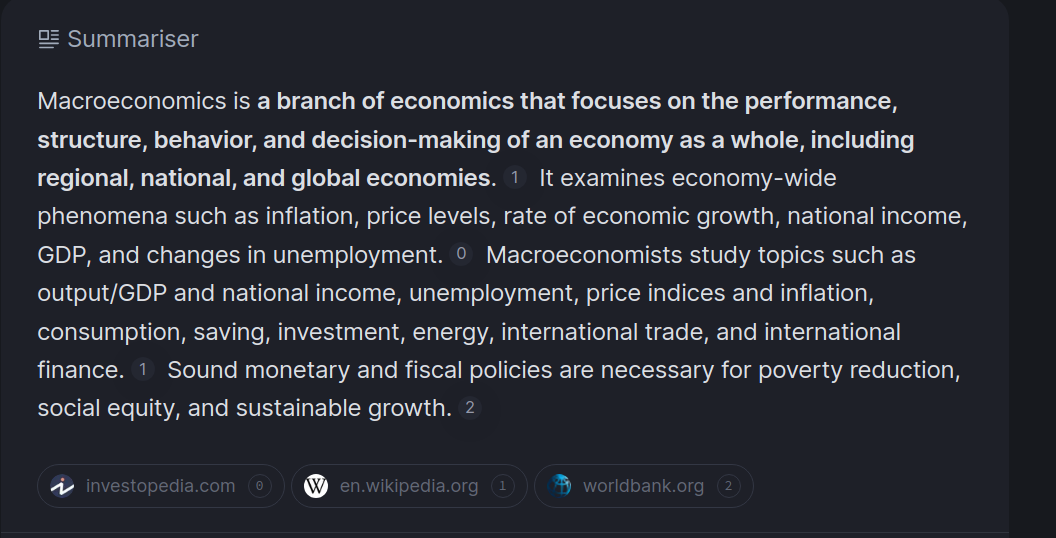 Summariser
Macroeconomics is a branch of economics that focuses on the performance,
structure, behavior, and decision-making of an economy as a whole, including
regional, national, and global economies. 1 It examines economy-wide
phenomena such as inflation, price levels, rate of economic growth, national income,
GDP, and changes in unemployment. 0 Macroeconomists study topics such as
output/GDP and national income, unemployment, price indices and inflation,
consumption, saving, investment, energy, international trade, and international
finance. 1 Sound monetary and fiscal policies are necessary for poverty reduction,
social equity, and sustainable growth. 2
investopedia.com 0 W en.wikipedia.org 1 worldbank.org 2